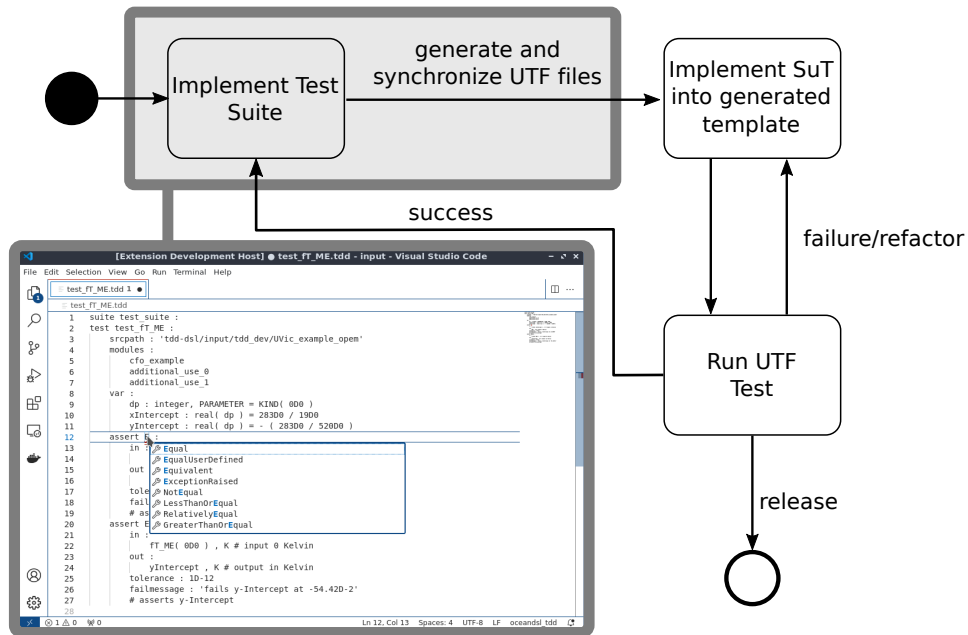 generate and
synchronize UTF files
Implement Test
Suite
Implement SuT
into generated
template
success
failure/refactor
Run UTF
Test
release
[Extension Development Host] ● test_fT_ME.tdd - input - Visual Studio Code
File Edit Selection View Go Run Terminal Help
test_fT_ME.tdd 1 ●
test_fT_ME.tdd
1 suite test_suite :
2 test test_fT_ME :
3 srcpath : 'tdd-dsl/input/tdd_dev/UVic_example_opem'
4 modules :
5 cfo_example
6 additional_use_0
7 additional_use_1
8 var :
9 dp : integer, PARAMETER = KIND( 0D0 )
10 xIntercept : real( dp ) = 283D0 / 19D0
11 yIntercept : real( dp ) = - ( 283D0 / 520D0 )
12 assert E :
13 in :
Equal
14 EqualUserDefined
15 out
Equivalent
16 ExceptionRaised
17 tole
NotEqual
18 fail
LessThanOrEqual
19 # as
RelativelyEqual
20 assert E
GreaterThanOrEqual
21 in :
22 fT_ME( 0D0 ) , K # input 0 Kelvin
23 out :
24 yIntercept , K # output in Kelvin
25 tolerance : 1D-12
26 failmessage : 'fails y-Intercept at -54.42D-2'
27 # asserts y-Intercept
28
1 0 0 Ln 12, Col 13 Spaces: 4 UTF-8 LF oceandsl_tdd